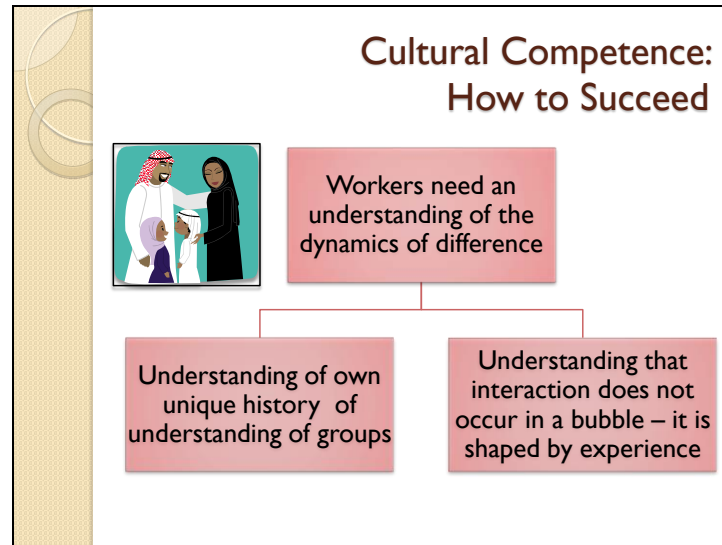 Cultural Competence:
How to Succeed
Workers need an
understanding of the
dynamics of difference
Understanding of own
unique history  of
understanding of groups
Understanding that
interaction does not
occur in a bubble – it is
shaped by experience